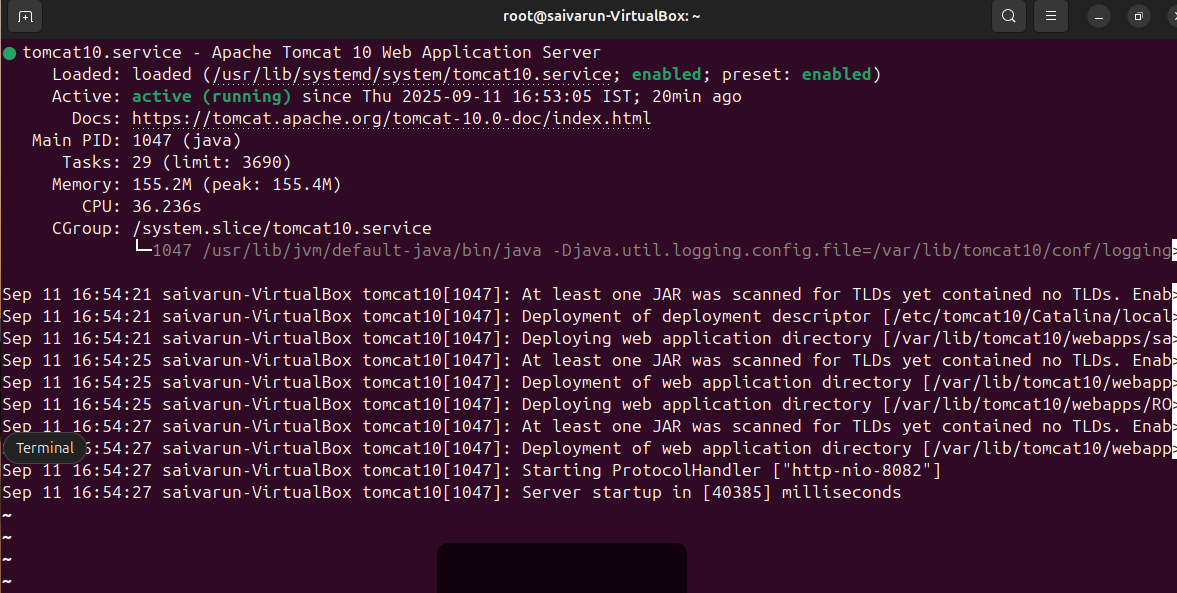 root@saivarun-VirtualBox: ~
tomcat10.service - Apache Tomcat 10 Web Application Server
Loaded: loaded (/usr/lib/systemd/system/tomcat10.service; enabled; preset: enabled)
Active: active (running) since Thu 2025-09-11 16:53:05 IST; 20min ago
Docs: https://tomcat.apache.org/tomcat-10.0-doc/index.html
Main PID: 1047 (java)
Tasks: 29 (limit: 3690)
Memory: 155.2M (peak: 155.4M)
CPU: 36.236s
CGroup: /system.slice/tomcat10.service
└─1047 /usr/lib/jvm/default-java/bin/java -Djava.util.logging.config.file=/var/lib/tomcat10/conf/logging>
Sep 11 16:54:21 saivarun-VirtualBox tomcat10[1047]: At least one JAR was scanned for TLDs yet contained no TLDs. Enab>
Sep 11 16:54:21 saivarun-VirtualBox tomcat10[1047]: Deployment of deployment descriptor [/etc/tomcat10/Catalina/local>
Sep 11 16:54:21 saivarun-VirtualBox tomcat10[1047]: Deploying web application directory [/var/lib/tomcat10/webapps/sa>
Sep 11 16:54:25 saivarun-VirtualBox tomcat10[1047]: At least one JAR was scanned for TLDs yet contained no TLDs. Enab>
Sep 11 16:54:25 saivarun-VirtualBox tomcat10[1047]: Deployment of web application directory [/var/lib/tomcat10/webapp>
Sep 11 16:54:25 saivarun-VirtualBox tomcat10[1047]: Deploying web application directory [/var/lib/tomcat10/webapps/RO>
Sep 11 16:54:27 saivarun-VirtualBox tomcat10[1047]: At least one JAR was scanned for TLDs yet contained no TLDs. Enab>
Terminal 5:54:27 saivarun-VirtualBox tomcat10[1047]: Deployment of web application directory [/var/lib/tomcat10/webapp>
Sep 11 16:54:27 saivarun-VirtualBox tomcat10[1047]: Starting ProtocolHandler ["http-nio-8082"]
Sep 11 16:54:27 saivarun-VirtualBox tomcat10[1047]: Server startup in [40385] milliseconds
~
~
~
~